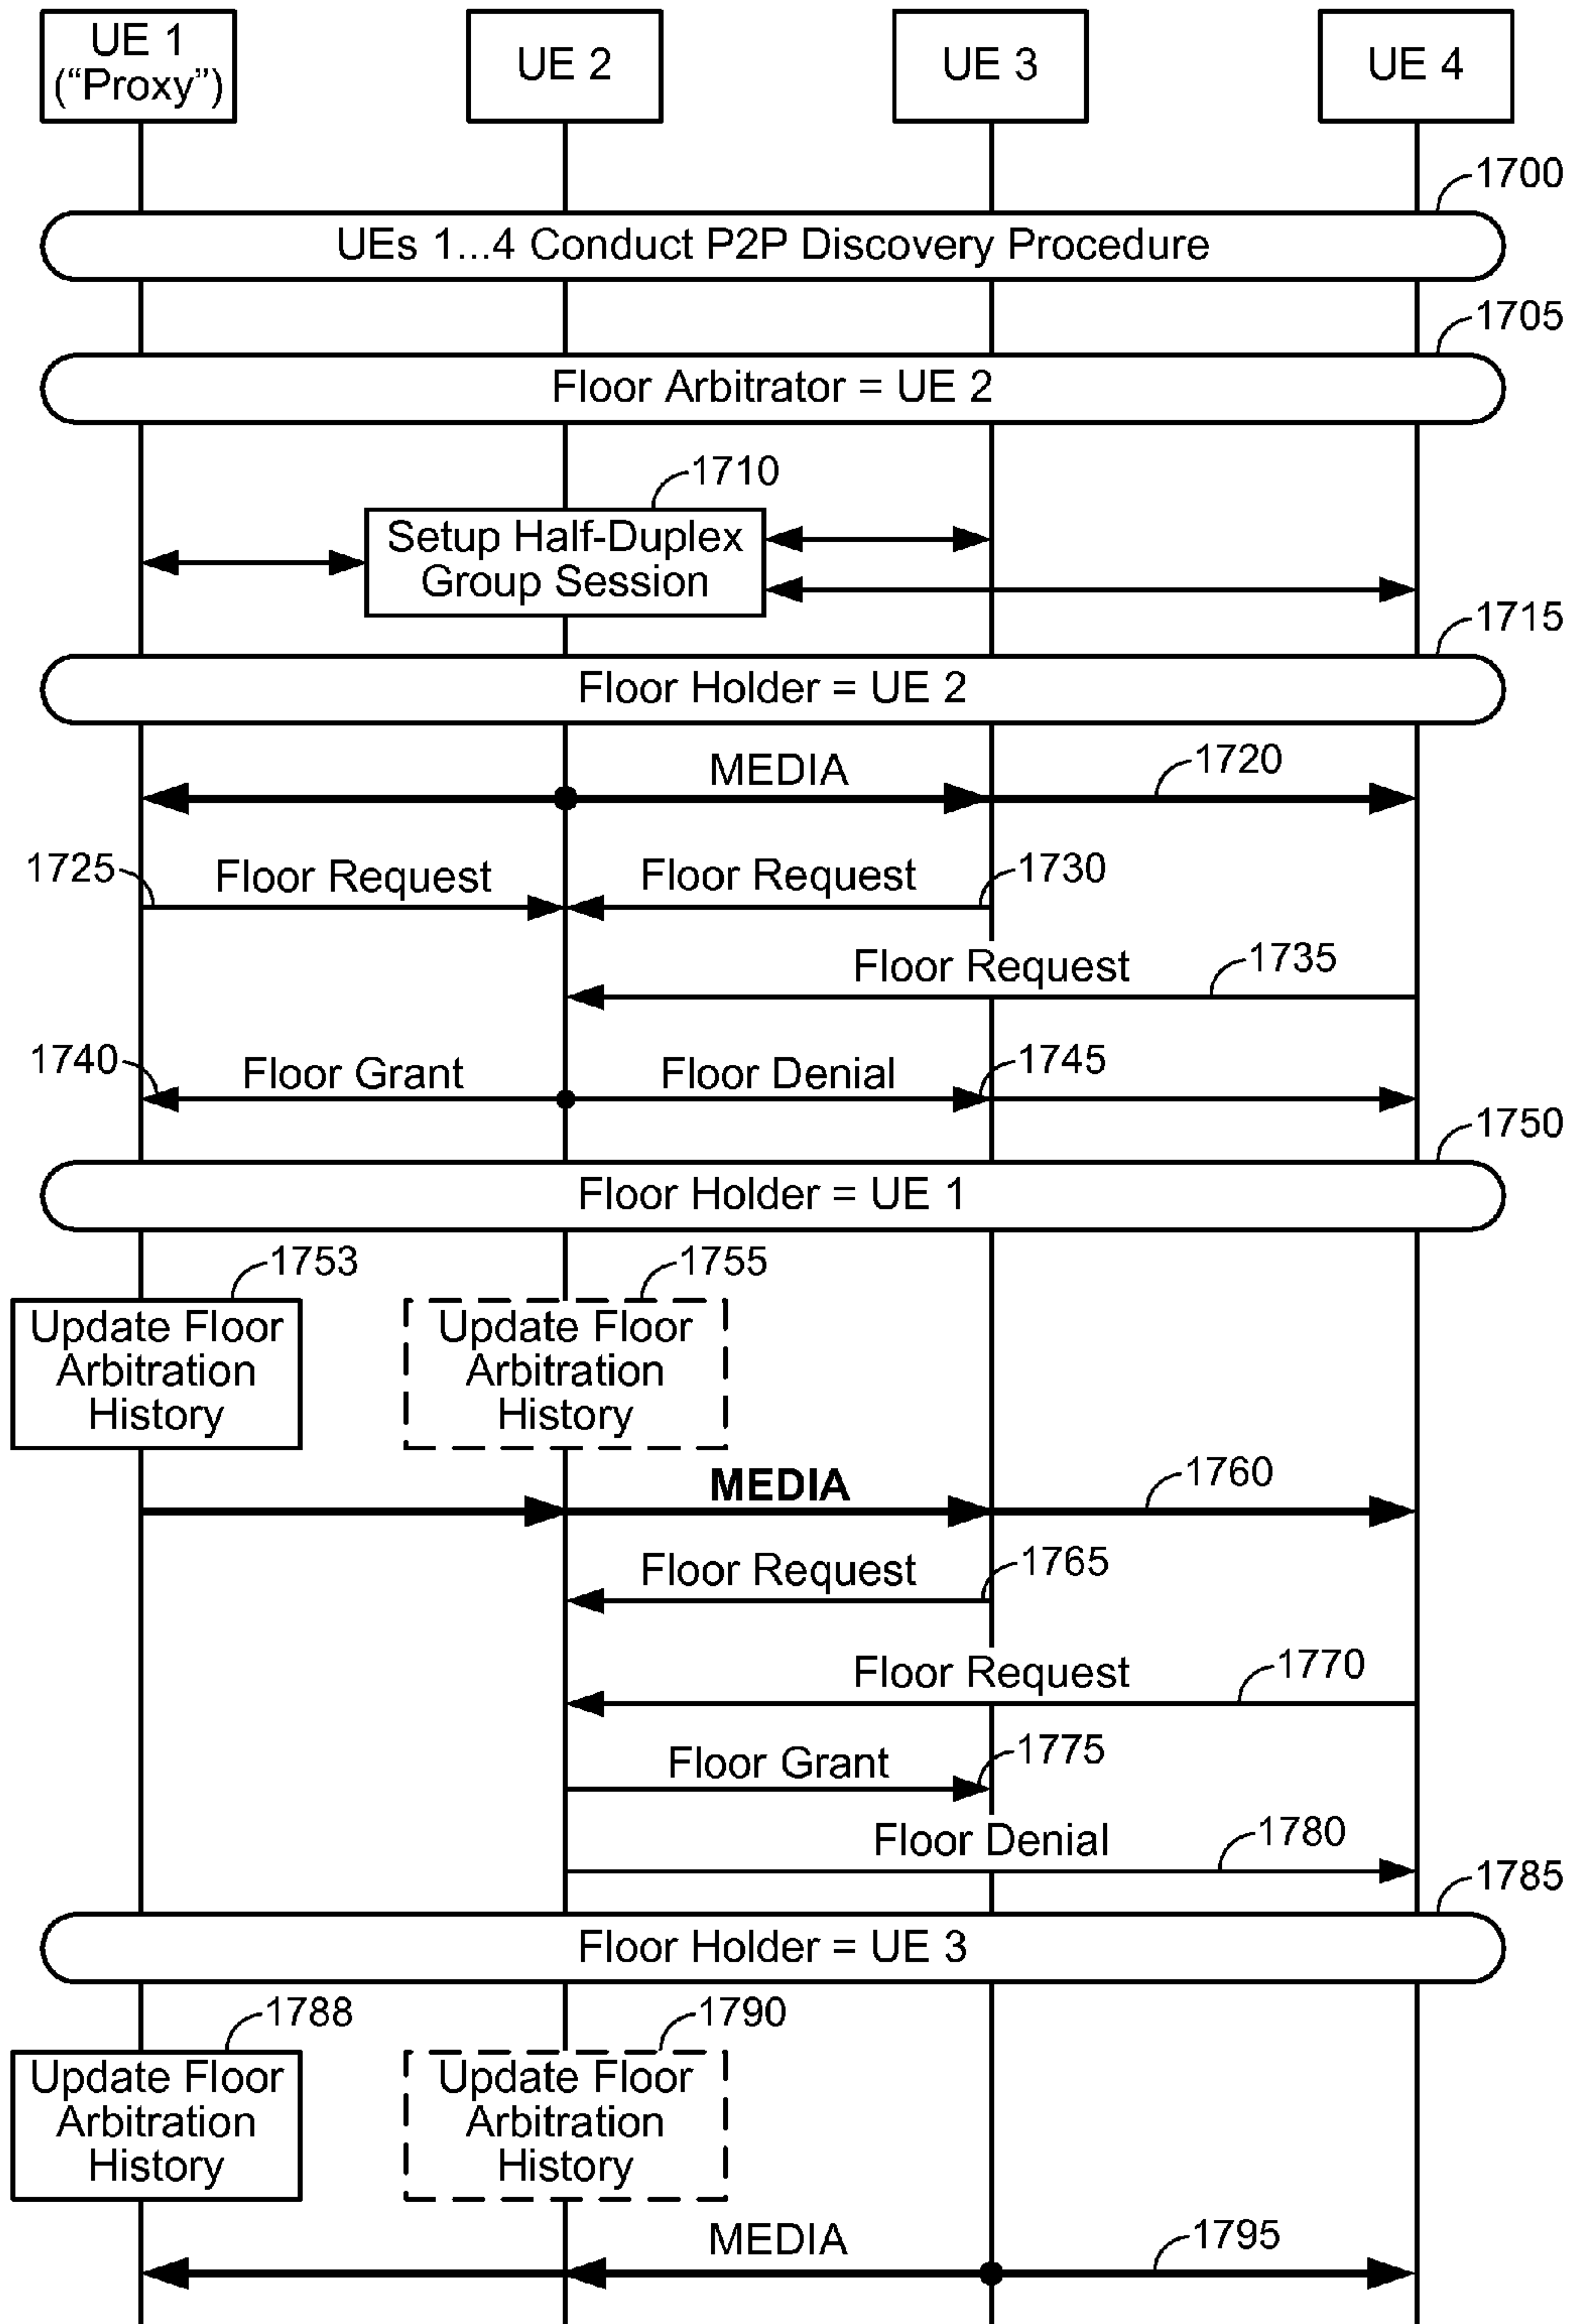 UE 1
("Proxy")
UE 2
UE 3
UE 4
1700
UEs 1...4 Conduct P2P Discovery Procedure
1705
Floor Arbitrator = UE 2
1710
Setup Half-Duplex
Group Session
1715
Floor Holder = UE 2
MEDIA
1720
1725
Floor Request
Floor Request
1730
Floor Request
1735
1740
Floor Grant
Floor Denial
1745
1750
Floor Holder = UE 1
1753
1755
Update Floor
Arbitration
History
Update Floor
Arbitration
History
MEDIA
1760
Floor Request
1765
Floor Request
1770
Floor Grant
1775
Floor Denial
1780
1785
Floor Holder = UE 3
1788
1790
Update Floor
Arbitration
History
Update Floor
Arbitration
History
MEDIA
1795